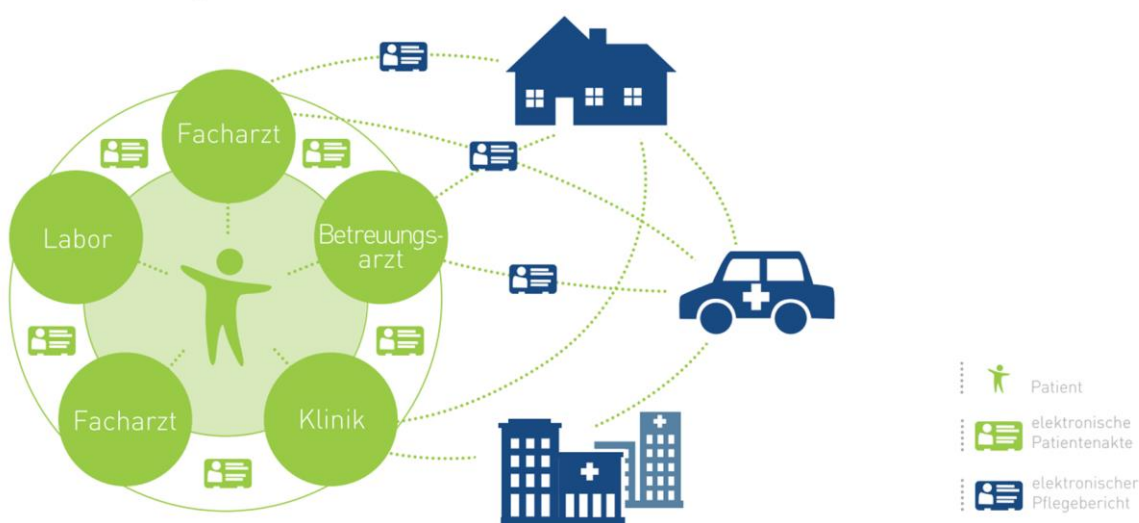 Facharzt
Labor
Betreuungs-
arzt
Facharzt
Klinik
Patient
elektronische
Patientenakte
elektronischer
Pflegebericht